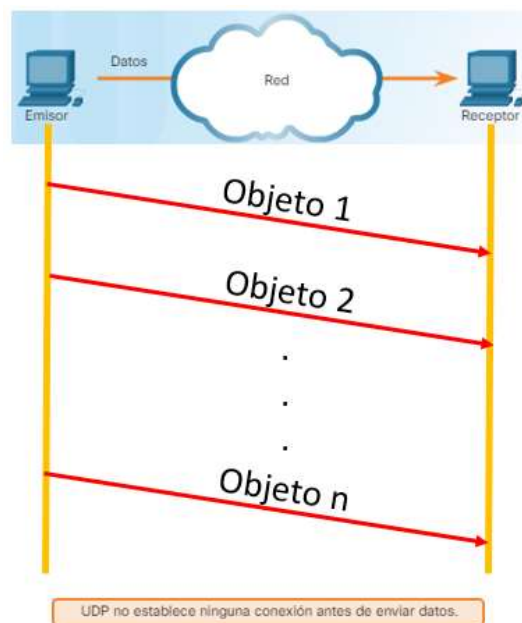 Datos
Red
Emisor
Receptor
Objeto 1
Objeto 2
.
.
.
Objeto n
UDP no establece ninguna conexión antes de enviar datos.